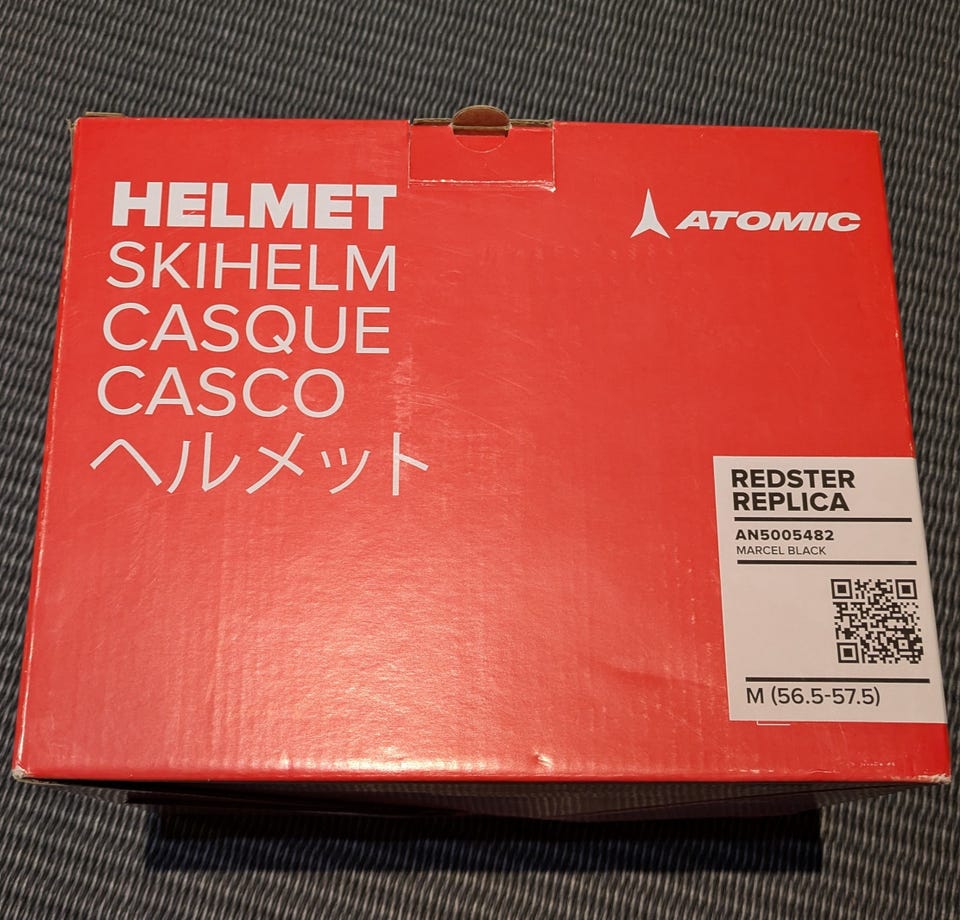 HELMET
SKIHELM
CASQUE
CASCO
ヘルメット
ATOMIC
REDSTER
REPLICA
AN5005482
MARCEL BLACK
M (56.5-57.5)